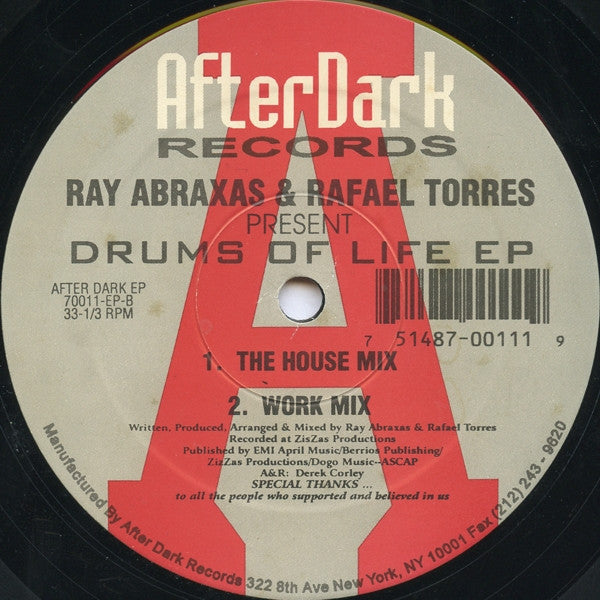 AfterDark
RECORDS
RAY ABRAXAS & RAFAEL TORRES
PRESENT
DRUMS OF LIFE EP
AFTER DARK EP
70011-EP-B
33-1/3 RPM
7 51487-00111 9
1. THE HOUSE MIX
2. WORK MIX
Written, Produced, Arranged & Mixed by Ray Abraxas & Rafael Torres
Recorded at ZisZas Productions
Published by EMI April Music/Berrios Publishing/
ZizZas Productions/Dogo Music--ASCAP
A&R: Derek Corley
SPECIAL THANKS ...
to all the people who supported and believed in us
Manufactured By After Dark Records 322 8th Ave New York, NY 10001 Fax (212) 243 - 9620